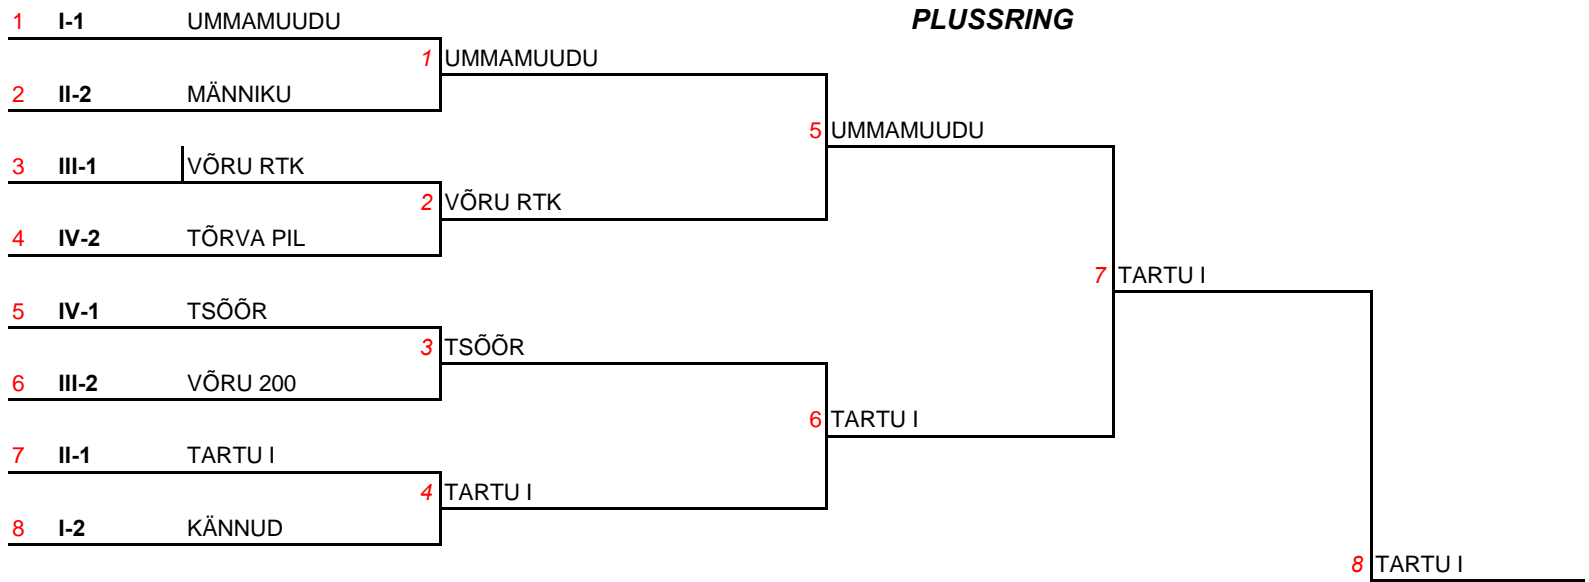 PLUSSRING
1 I-1 UMMAMUUDU
1 UMMAMUUDU
2 II-2 MÄNNIKU
5 UMMAMUUDU
3 III-1 VÕRU RTK
2 VÕRU RTK
4 IV-2 TÕRVA PIL
7 TARTU I
5 IV-1 TSÕÕR
3 TSÕÕR
6 III-2 VÕRU 200
6 TARTU I
7 II-1 TARTU I
4 TARTU I
8 I-2 KÄNNUD
8 TARTU I